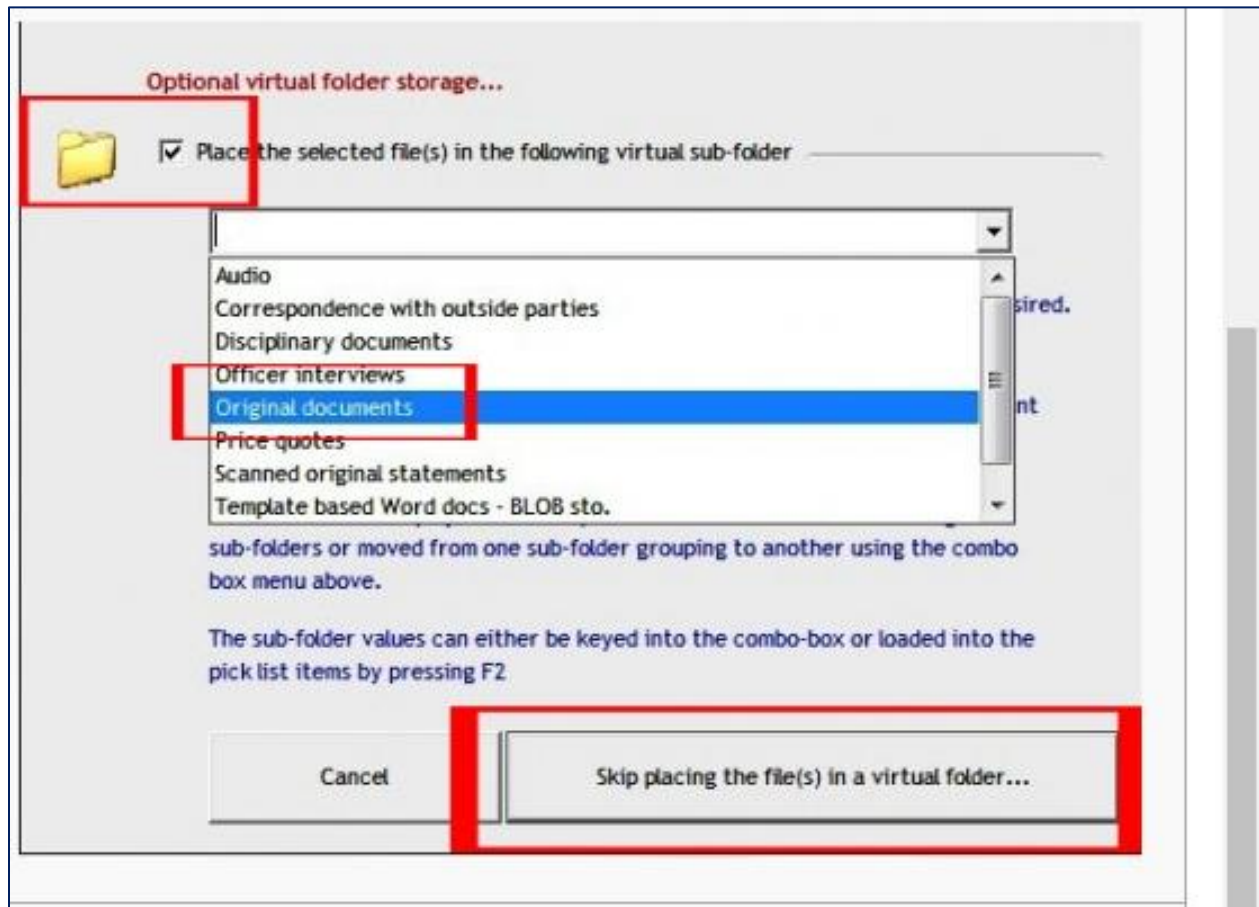 Optional virtual folder storage...
Place the selected file(s) in the following virtual sub-folder
Audio
Correspondence with outside parties
sired.
Disciplinary documents
Officer interviews
Original documents
nt
Price quotes
Scanned original statements
Template based Word docs - BLOB sto.
sub-folders or moved from one sub-folder grouping to another using the combo
box menu above.
The sub-folder values can either be keyed into the combo-box or loaded into the
pick list items by pressing F2
Cancel
Skip placing the file(s) in a virtual folder...